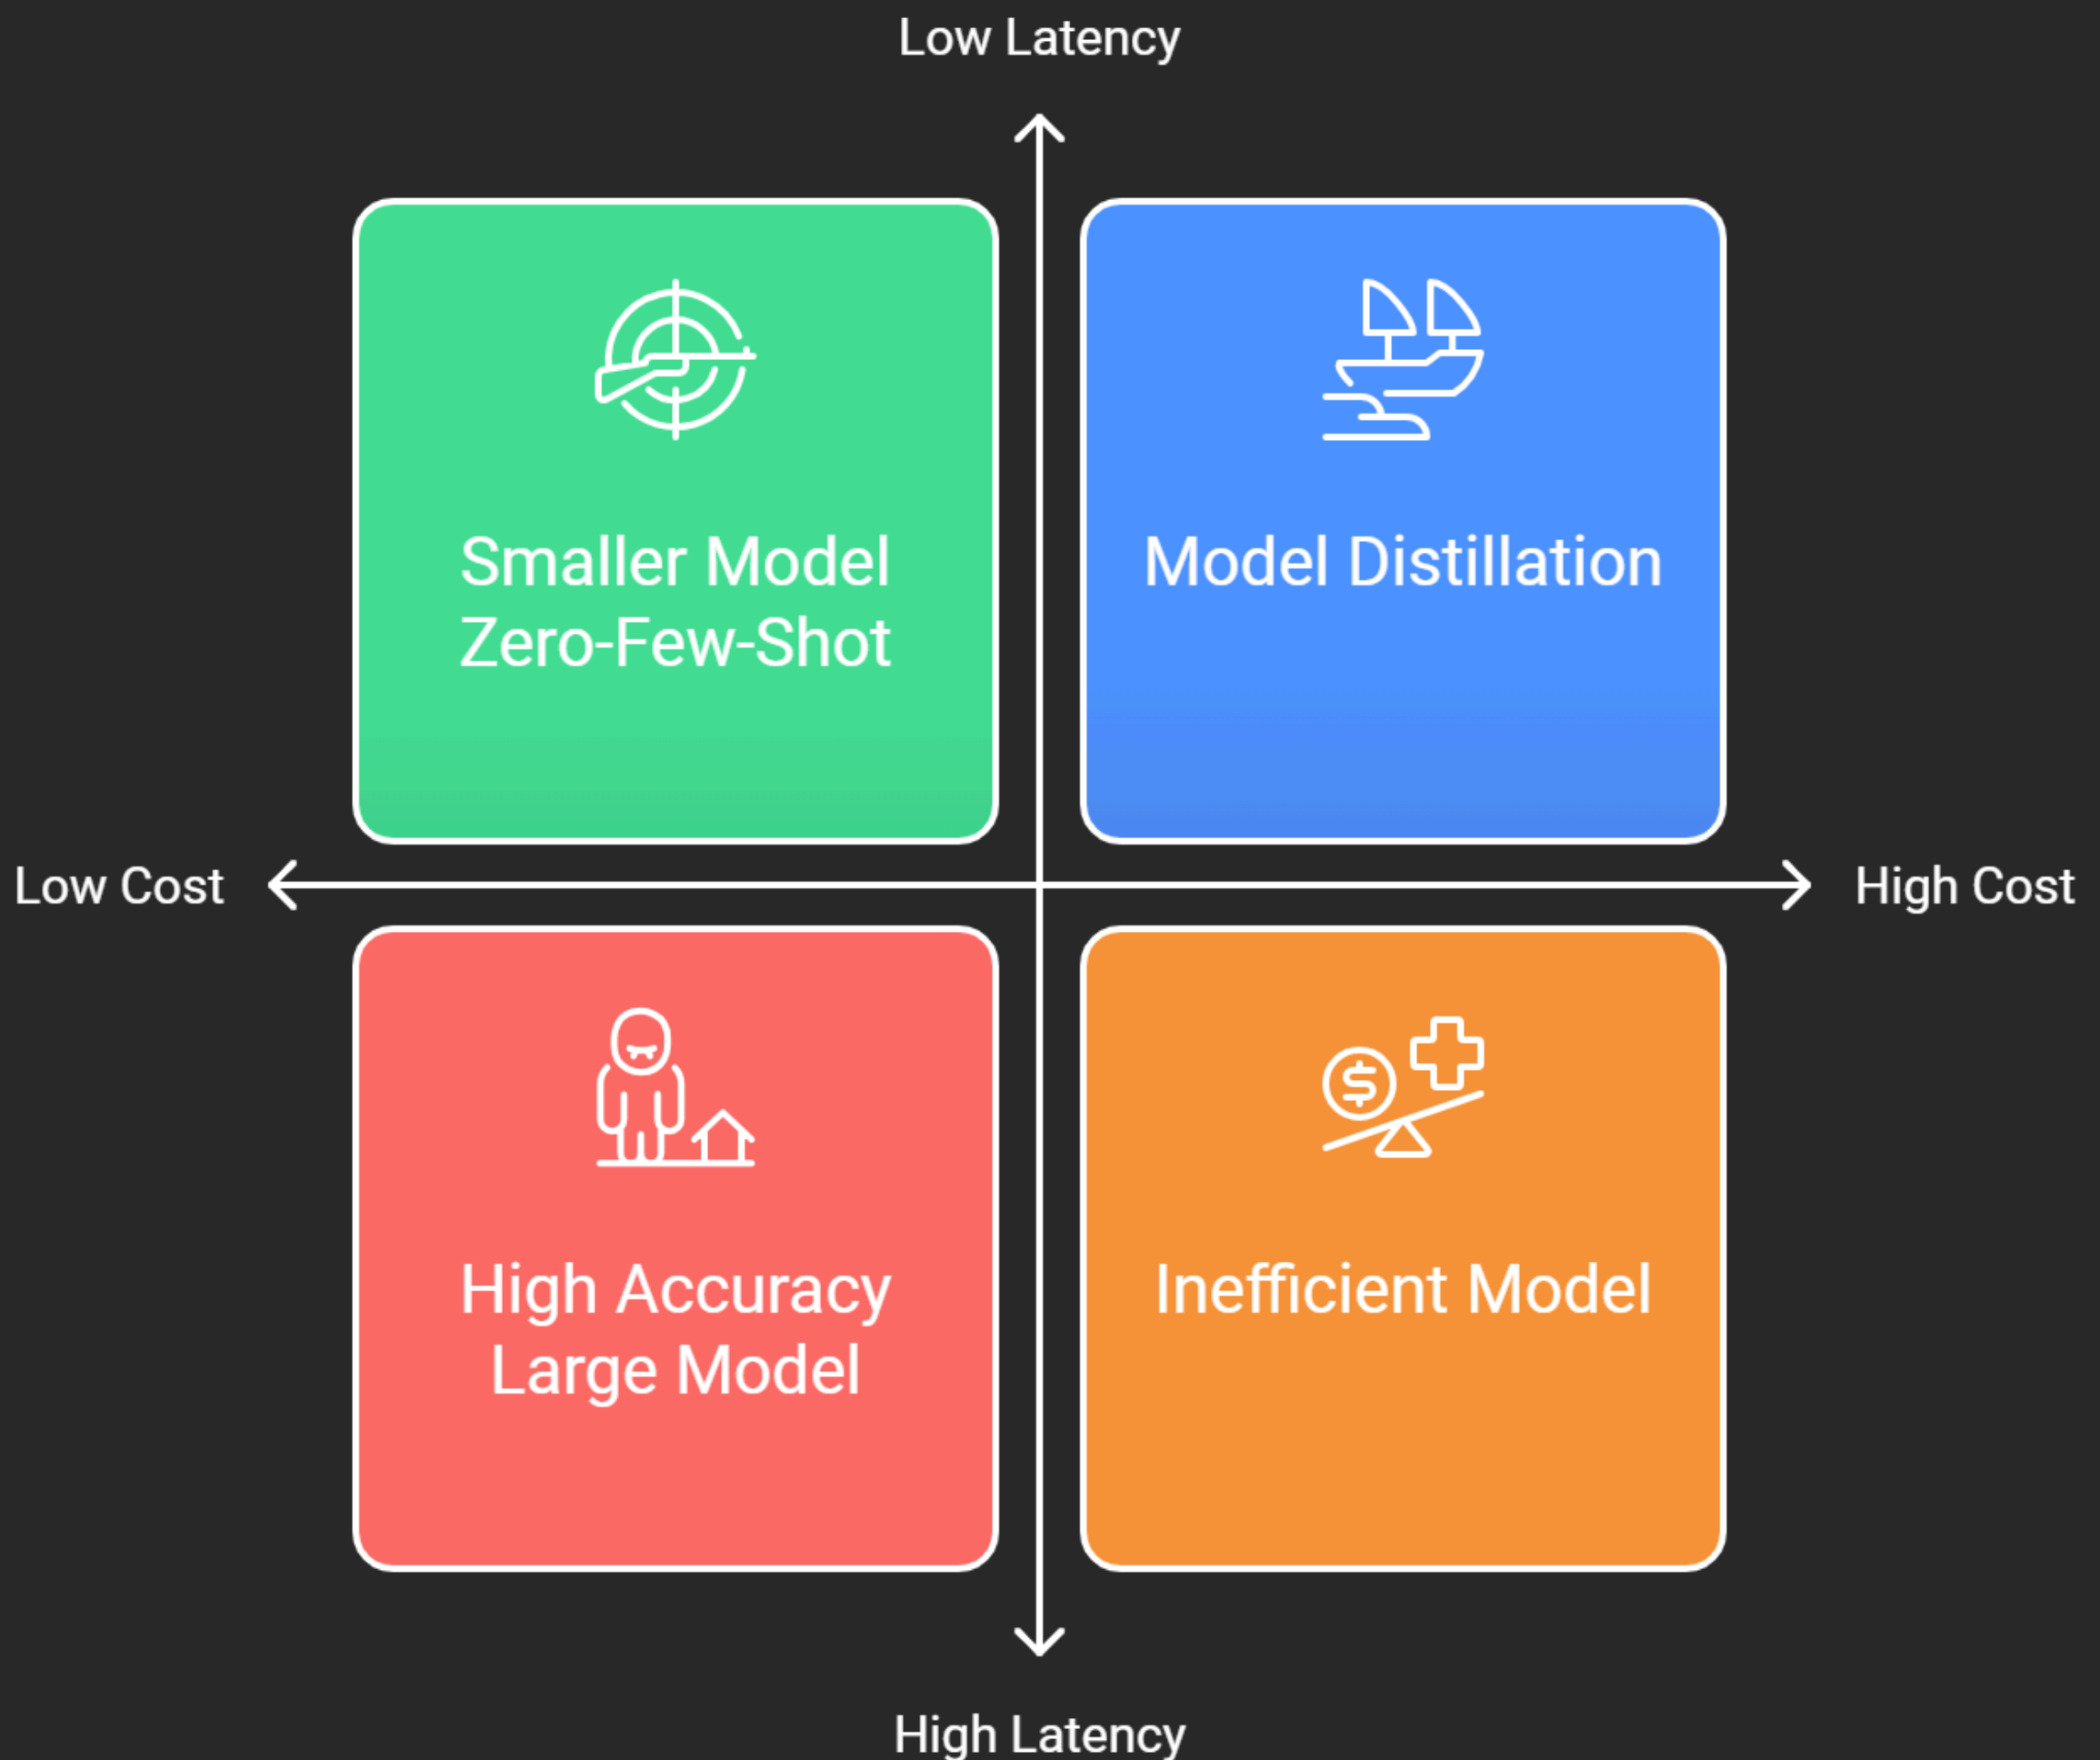 Low Latency
Smaller Model
Zero-Few-Shot
Model Distillation
Low Cost
High Cost
High Accuracy
Large Model
Inefficient Model
High Latency